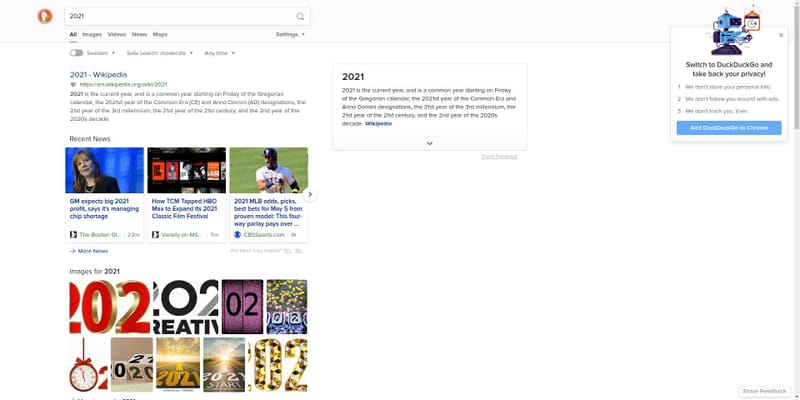 2021
All Images Videos News Maps Settings
Sweden Safe search: moderate Any time
2021 - Wikipedia
https://en.wikipedia.org/wiki/2021
2021 is the current year, and is a common year starting on Friday of the Gregorian
calendar, the 2021st year of the Common Era (CE) and Anno Domini (AD) designations, the
21st year of the 3rd millennium, the 21st year of the 21st century, and the 2nd year of the
2020s decade.
Recent News
GM expects big 2021
profit, says it's managing
chip shortage
The Boston Gl... 23m
How TCM Tapped HBO
Max to Expand Its 2021
Classic Film Festival
Variety on MS... 7m
2021 MLB odds, picks,
best bets for May 5 from
proven model: This four-
way parlay pays over ...
CBSSports.com 1h
More News
Are these links helpful? Yes No
Images for 2021
202
202
CREATIV
02
202
2021
2021
START
202
2021
2021 is the current year, and is a common year starting on Friday
of the Gregorian calendar, the 2021st year of the Common Era and
Anno Domini designations, the 21st year of the 3rd millennium, the
21st year of the 21st century, and the 2nd year of the 2020s
decade. Wikipedia
Share Feedback
Switch to DuckDuckGo and
take back your privacy!
1 We don't store your personal info.
2 We don't follow you around with ads.
3 We don't track you. Ever.
Add DuckDuckGo to Chrome
Share Feedback